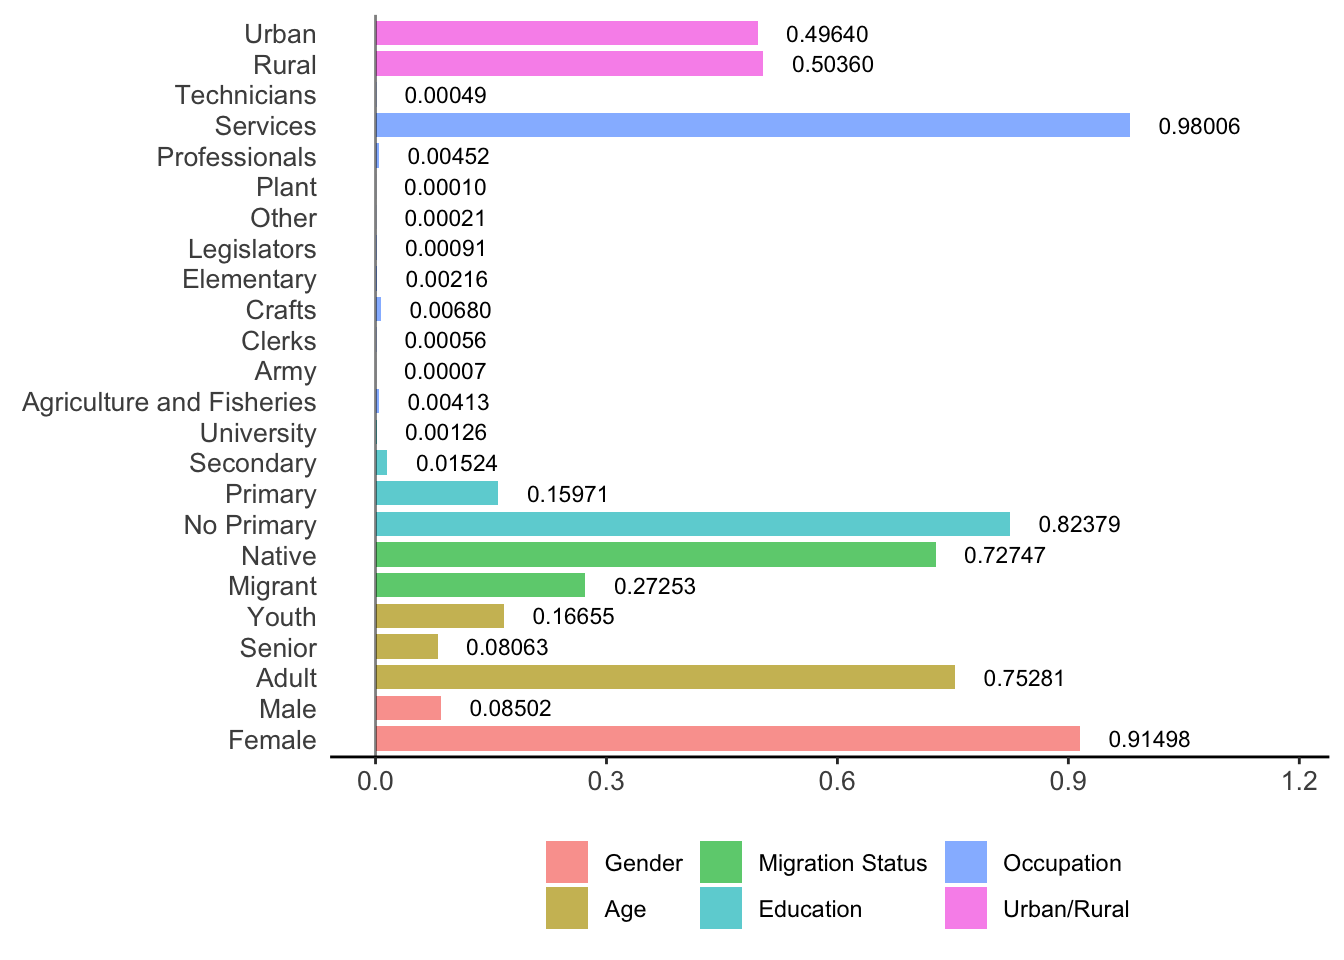 Urban 0.49640
Rural 0.50360
Technicians 0.00049
Services 0.98006
Professionals 0.00452
Plant 0.00010
Other 0.00021
Legislators 0.00091
Elementary 0.00216
Crafts 0.00680
Clerks 0.00056
Army 0.00007
Agriculture and Fisheries 0.00413
University 0.00126
Secondary 0.01524
Primary 0.15971
No Primary 0.82379
Native 0.72747
Migrant 0.27253
Youth 0.16655
Senior 0.08063
Adult 0.75281
Male 0.08502
Female 0.91498
0.0 0.3 0.6 0.9 1.2
Gender Migration Status Occupation
Age Education Urban/Rural